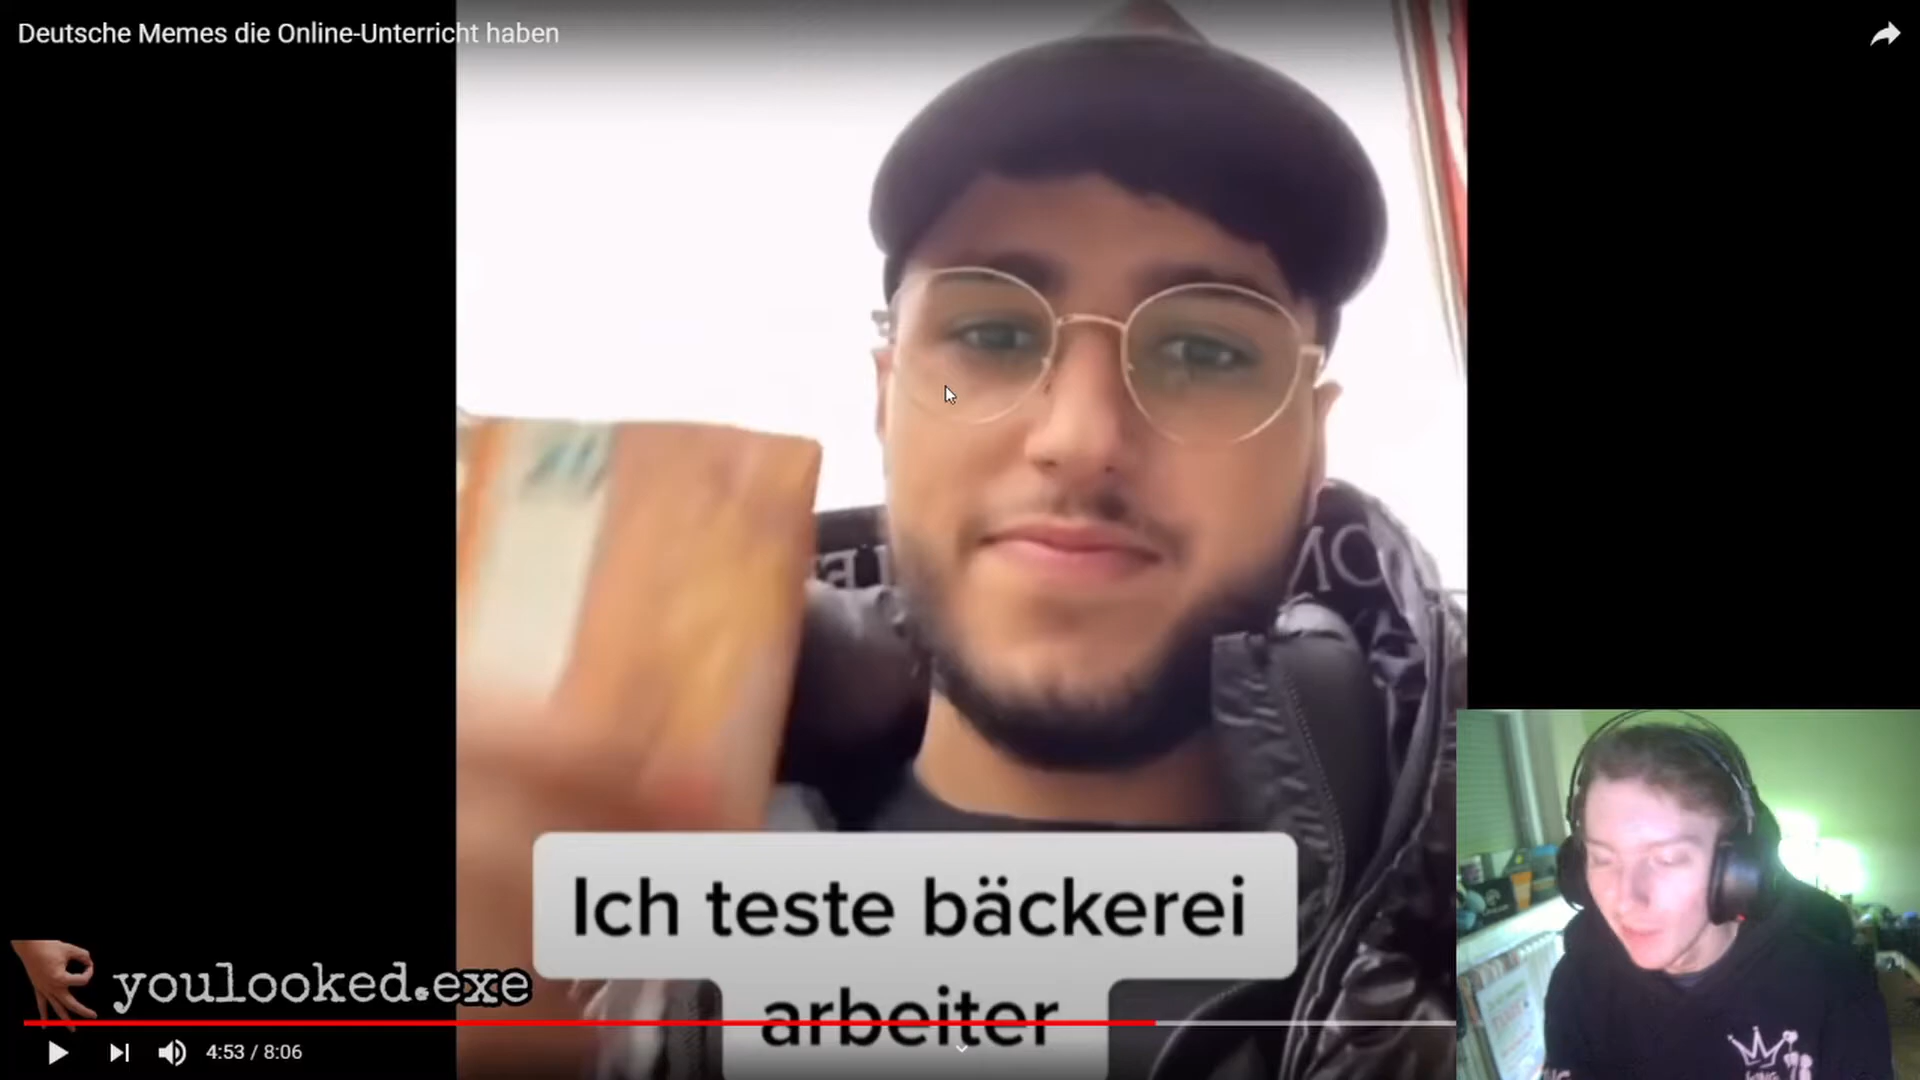 Deutsche Memes die Online-Unterricht haben
Ich teste bäckerei
arbeiter
youlooked.exe
4:53 / 8:06